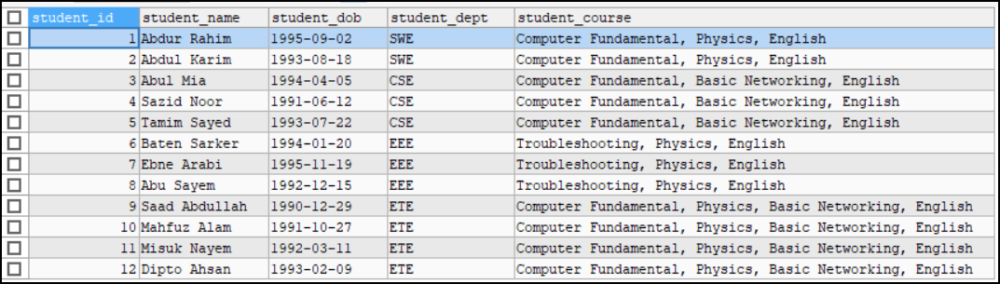 student_id student_name student_dob student_dept student_course
1 Abdur Rahim 1995-09-02 SWE Computer Fundamental, Physics, English
2 Abdul Karim 1993-08-18 SWE Computer Fundamental, Physics, English
3 Abul Mia 1994-04-05 CSE Computer Fundamental, Basic Networking, English
4 Sazid Noor 1991-06-12 CSE Computer Fundamental, Basic Networking, English
5 Tamim Sayed 1993-07-22 CSE Computer Fundamental, Basic Networking, English
6 Baten Sarker 1994-01-20 EEE Troubleshooting, Physics, English
7 Ebne Arabi 1995-11-19 EEE Troubleshooting, Physics, English
8 Abu Sayem 1992-12-15 EEE Troubleshooting, Physics, English
9 Saad Abdullah 1990-12-29 ETE Computer Fundamental, Physics, Basic Networking, English
10 Mahfuz Alam 1991-10-27 ETE Computer Fundamental, Physics, Basic Networking, English
11 Misuk Nayem 1992-03-11 ETE Computer Fundamental, Physics, Basic Networking, English
12 Dipto Ahsan 1993-02-09 ETE Computer Fundamental, Physics, Basic Networking, English